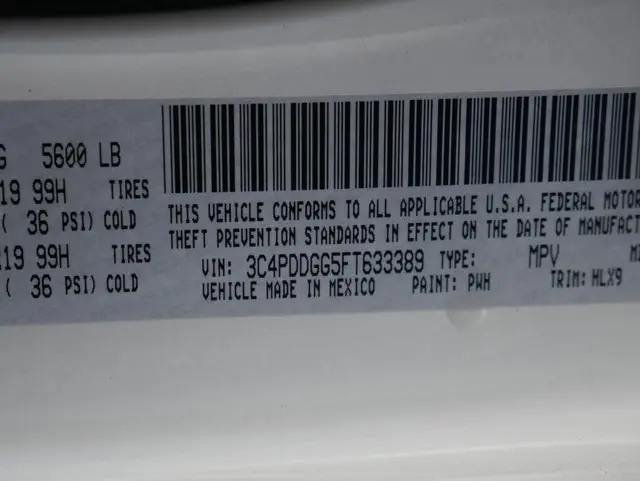 G 5600 LB
19 99H TIRES
( 36 PSI) COLD
R19 99H TIRES
( 36 PSI) COLD
THIS VEHICLE CONFORMS TO ALL APPLICABLE U.S.A. FEDERAL MOTOR
THEFT PREVENTION STANDARDS IN EFFECT ON THE DATE OF MANUFACT
VIN: 3C4PDDGG5FT633389 TYPE: MPV
VEHICLE MADE IN MEXICO PAINT: PWH TRIM: HLX9